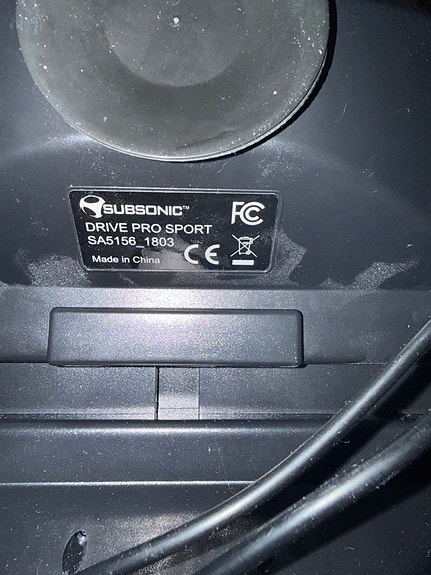 SUBSONIC™
FC
DRIVE PRO SPORT
SA5156_1803
Made in China
CE